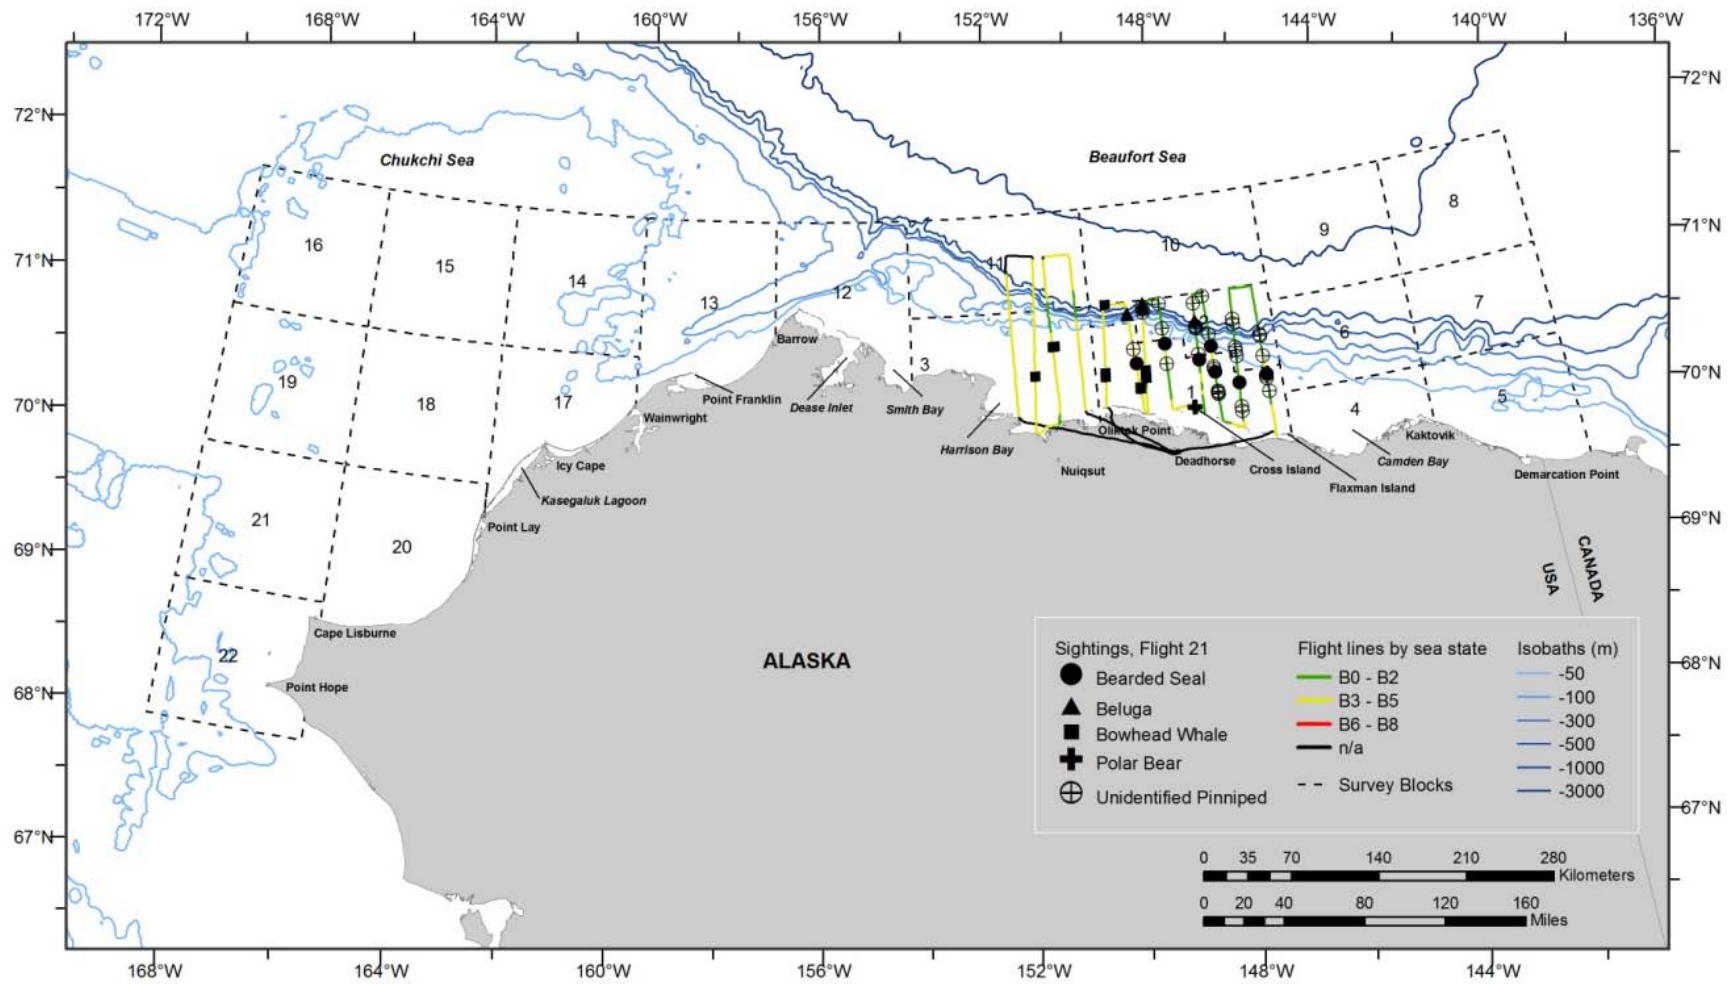 172°W 168°W 164°W 160°W 156°W 152°W 148°W 144°W 140°W 136°W
72°N 72°N
Chukchi Sea Beaufort Sea
8
9
71°N 16 10 71°N
15 11
14
13 12 7
6
Barrow
3
19 70°N
Point Franklin Dease Inlet Smith Bay 1 5
70°N 18 17 4
Wainwright
Harrison Bay Oliktok Point Kaktovik
Icy Cape Nuiqsut Deadhorse Cross Island Camden Bay
Flaxman Island Demarcation Point
Kasegaluk Lagoon
21 Point Lay 69°N
69°N 20
USA CANADA
Cape Lisburne
22 ALASKA 68°N
68°N Point Hope
67°N 67°N
Sightings, Flight 21
Bearded Seal
Beluga
Bowhead Whale
Polar Bear
Unidentified Pinniped
Flight lines by sea state
B0 - B2
B3 - B5
B6 - B8
n/a
Survey Blocks
Isobaths (m)
-50
-100
-300
-500
-1000
-3000
0 35 70 140 210 280
Kilometers
0 20 40 80 120 160
Miles
168°W 164°W 160°W 156°W 152°W 148°W 144°W